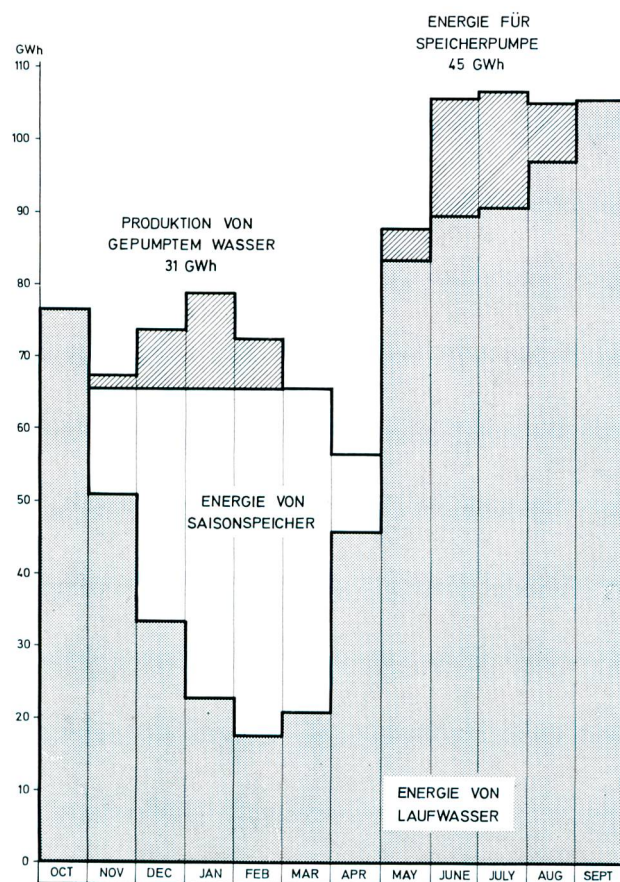 ENERGIE FÜR
SPEICHERPUMPE
45 GWh
GWh
110
100
90
80
70
60
50
40
30
20
10
0
PRODUKTION VON
GEPUMPTEM WASSER
31 GWh
ENERGIE VON
SAISONSPEICHER
ENERGIE VON
LAUFWASSER
OCT NOV DEC JAN FEB MAR APR MAY JUNE JULY AUG SEPT